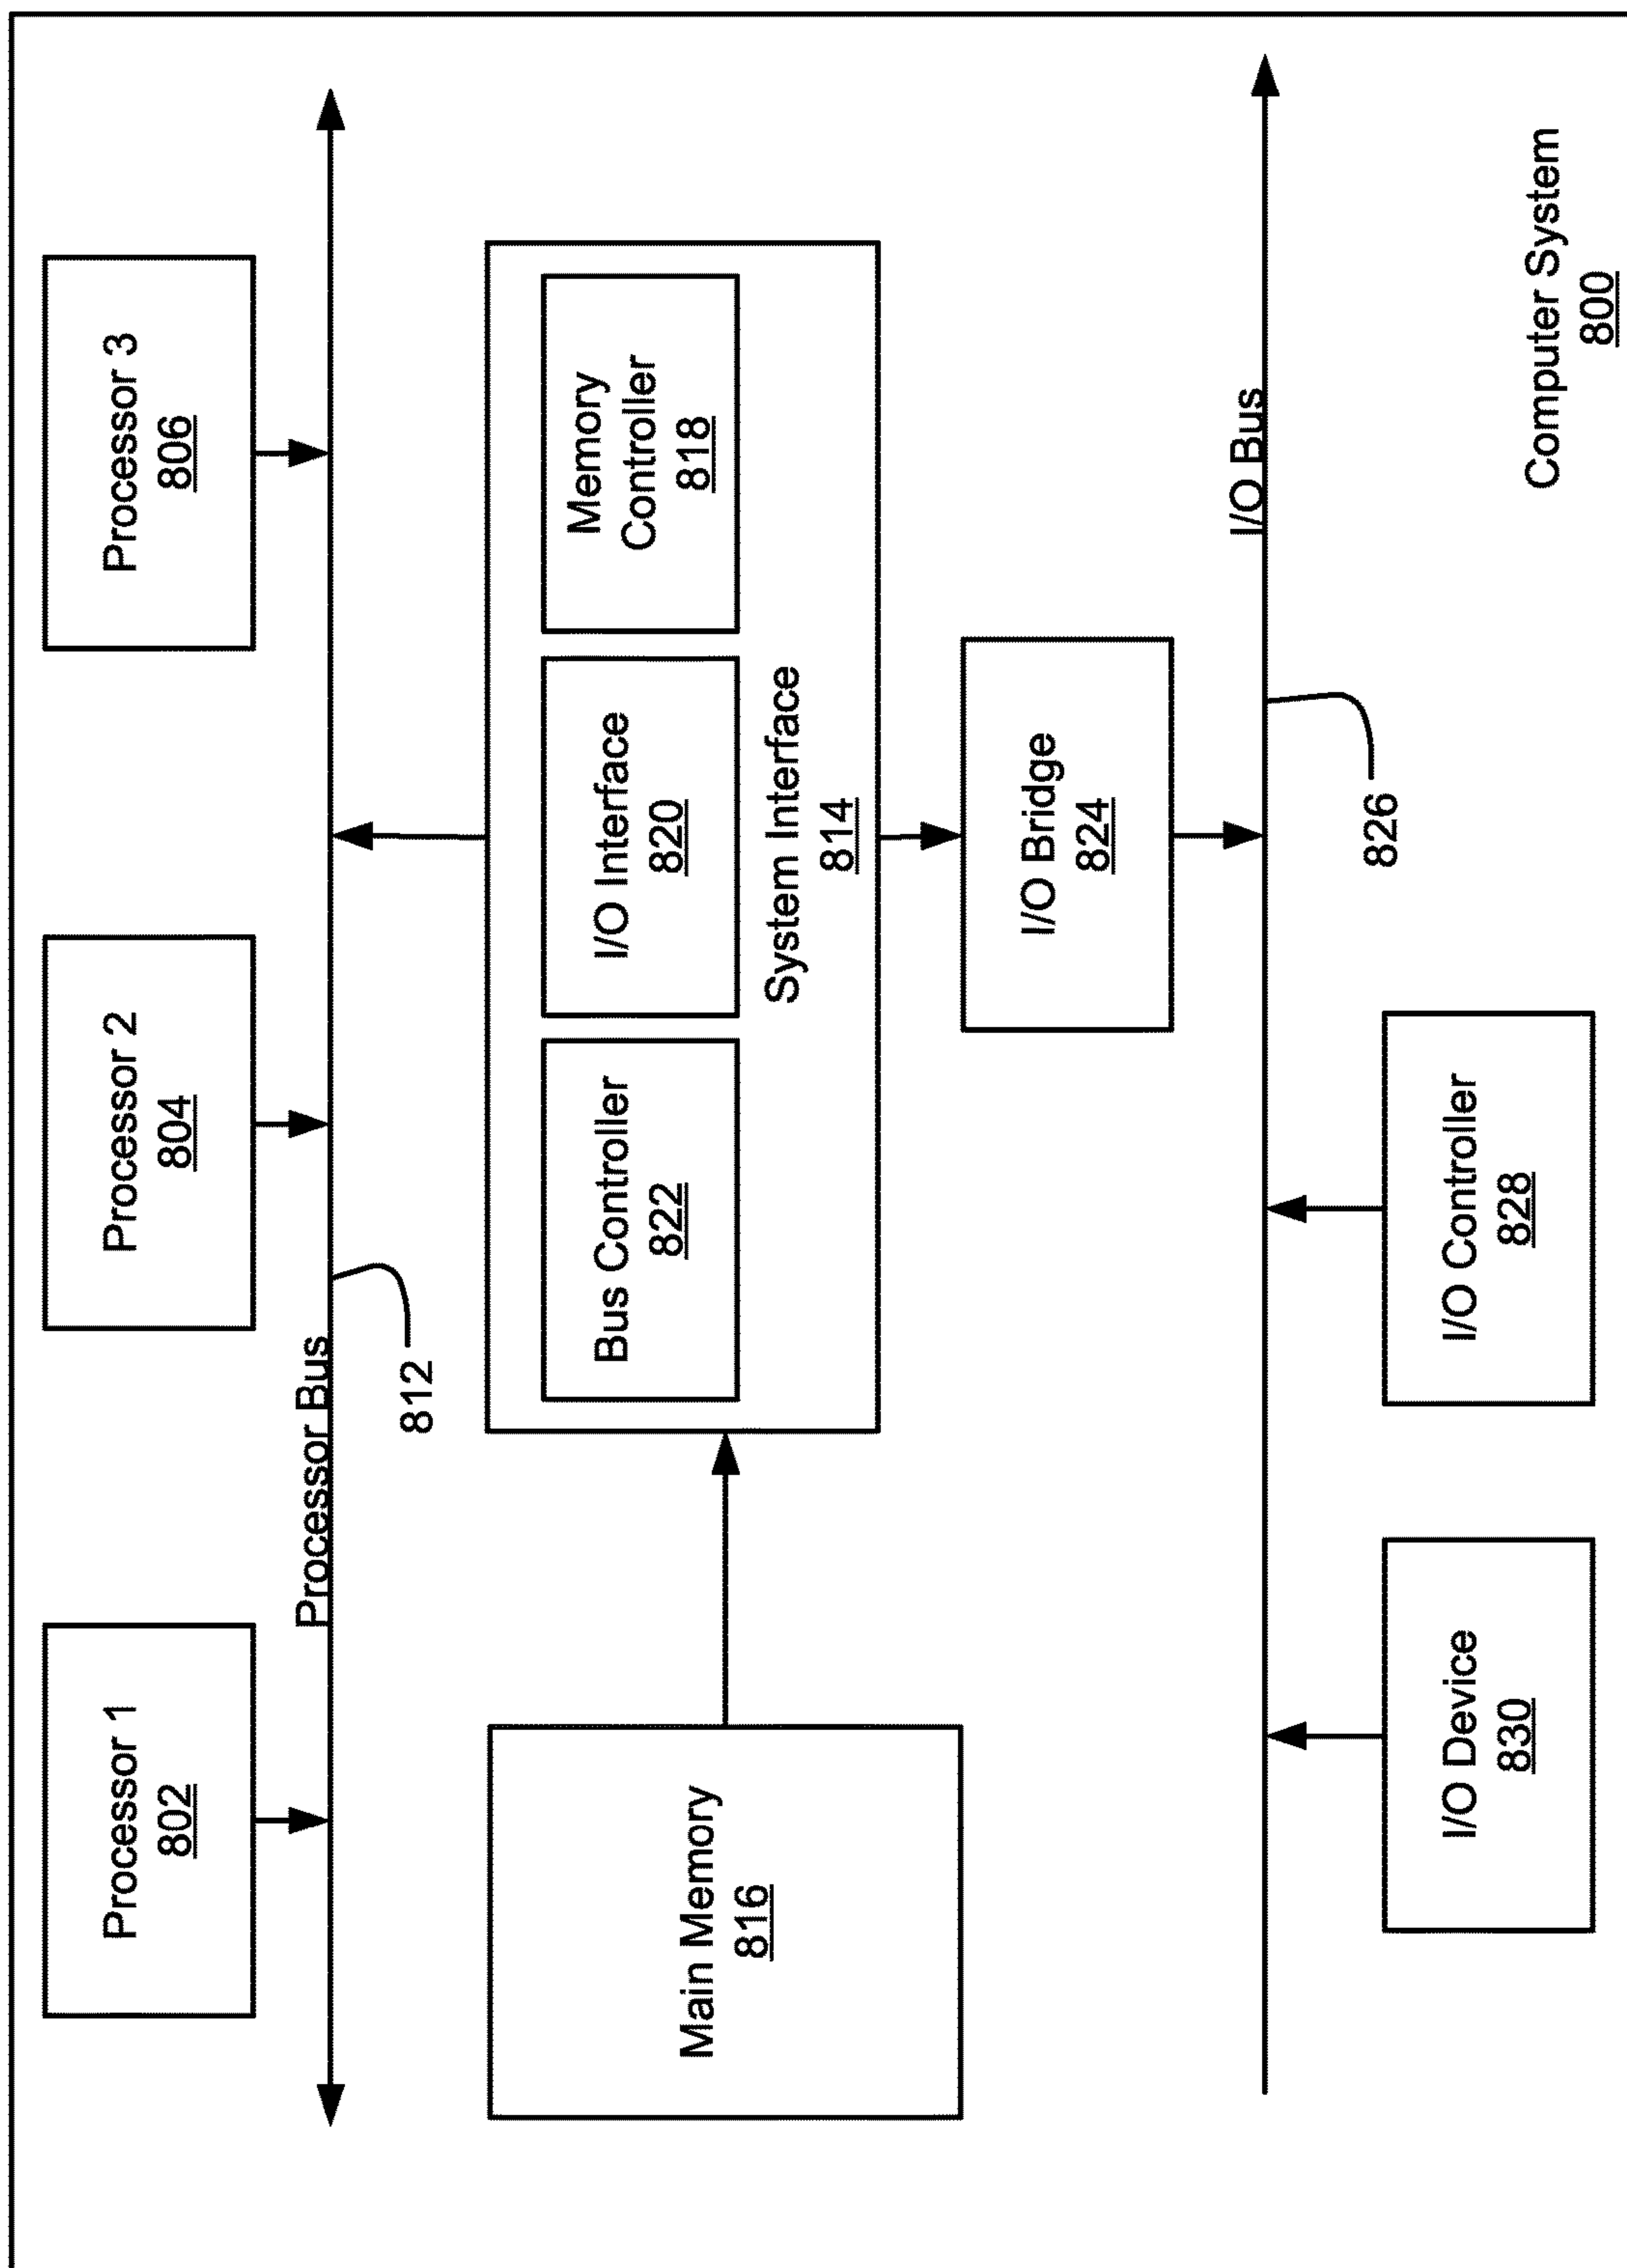 Processor 1
802
Processor 2
804
Processor 3
806
Processor Bus
812
Main Memory
816
Bus Controller
822
I/O Interface
820
Memory
Controller
818
System Interface
814
I/O Bridge
824
I/O Bus
826
I/O Device
830
I/O Controller
828
Computer System
800